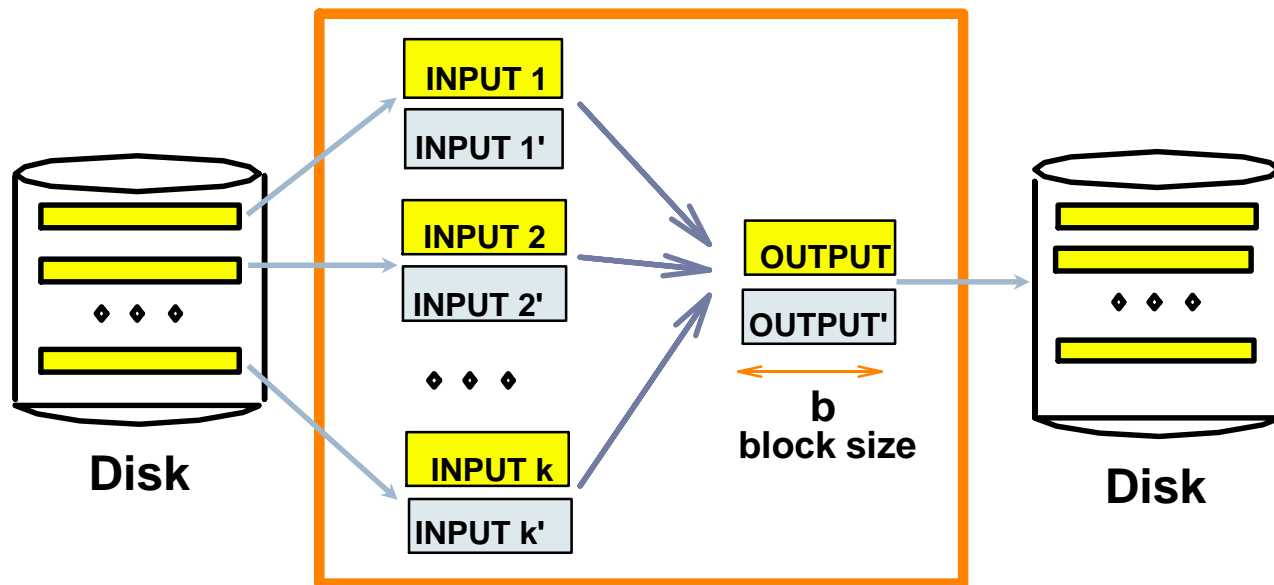 INPUT 1
INPUT 1'
INPUT 2
INPUT 2'
INPUT k
INPUT k'
OUTPUT
OUTPUT'
b
block size
Disk
Disk